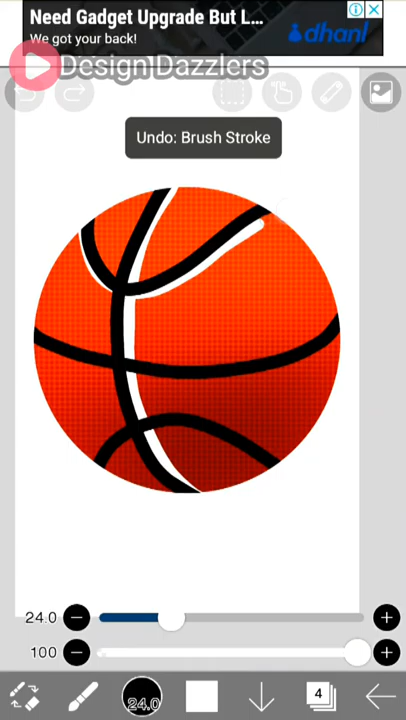 Need Gadget Upgrade But L...
We got your back!
dhani
Design Dazzlers
Undo: Brush Stroke
24.0
100
24.0
4